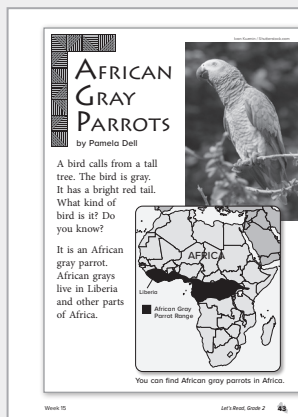 AFRICAN
GRAY
PARROTS
by Pamela Dell
A bird calls from a tall
tree. The bird is gray.
It has a bright red tail.
What kind of
bird is it? Do
you know?
It is an African
gray parrot.
African grays
live in Liberia
and other parts
of Africa.
AFRICA
Liberia
African Gray
Parrot Range
You can find African gray parrots in Africa.
Week 15
Let's Read, Grade 2
43